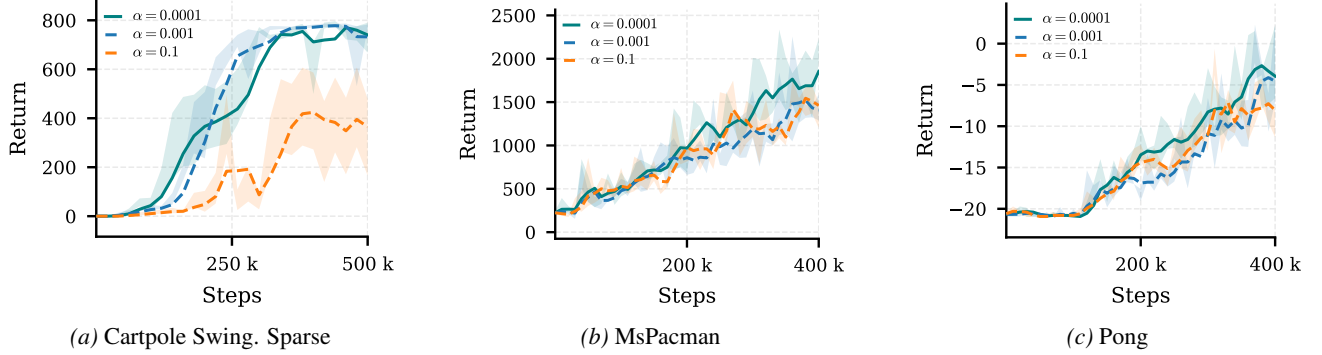 α = 0.0001
α = 0.001
α = 0.1
800
600
400
200
0
Return
250 k
500 k
Steps
(a) Cartpole Swing. Sparse
α = 0.0001
α = 0.001
α = 0.1
2500
2000
1500
1000
500
0
Return
200 k
400 k
Steps
(b) MsPacman
α = 0.0001
α = 0.001
α = 0.1
0
−5
−10
−15
−20
Return
200 k
400 k
Steps
(c) Pong